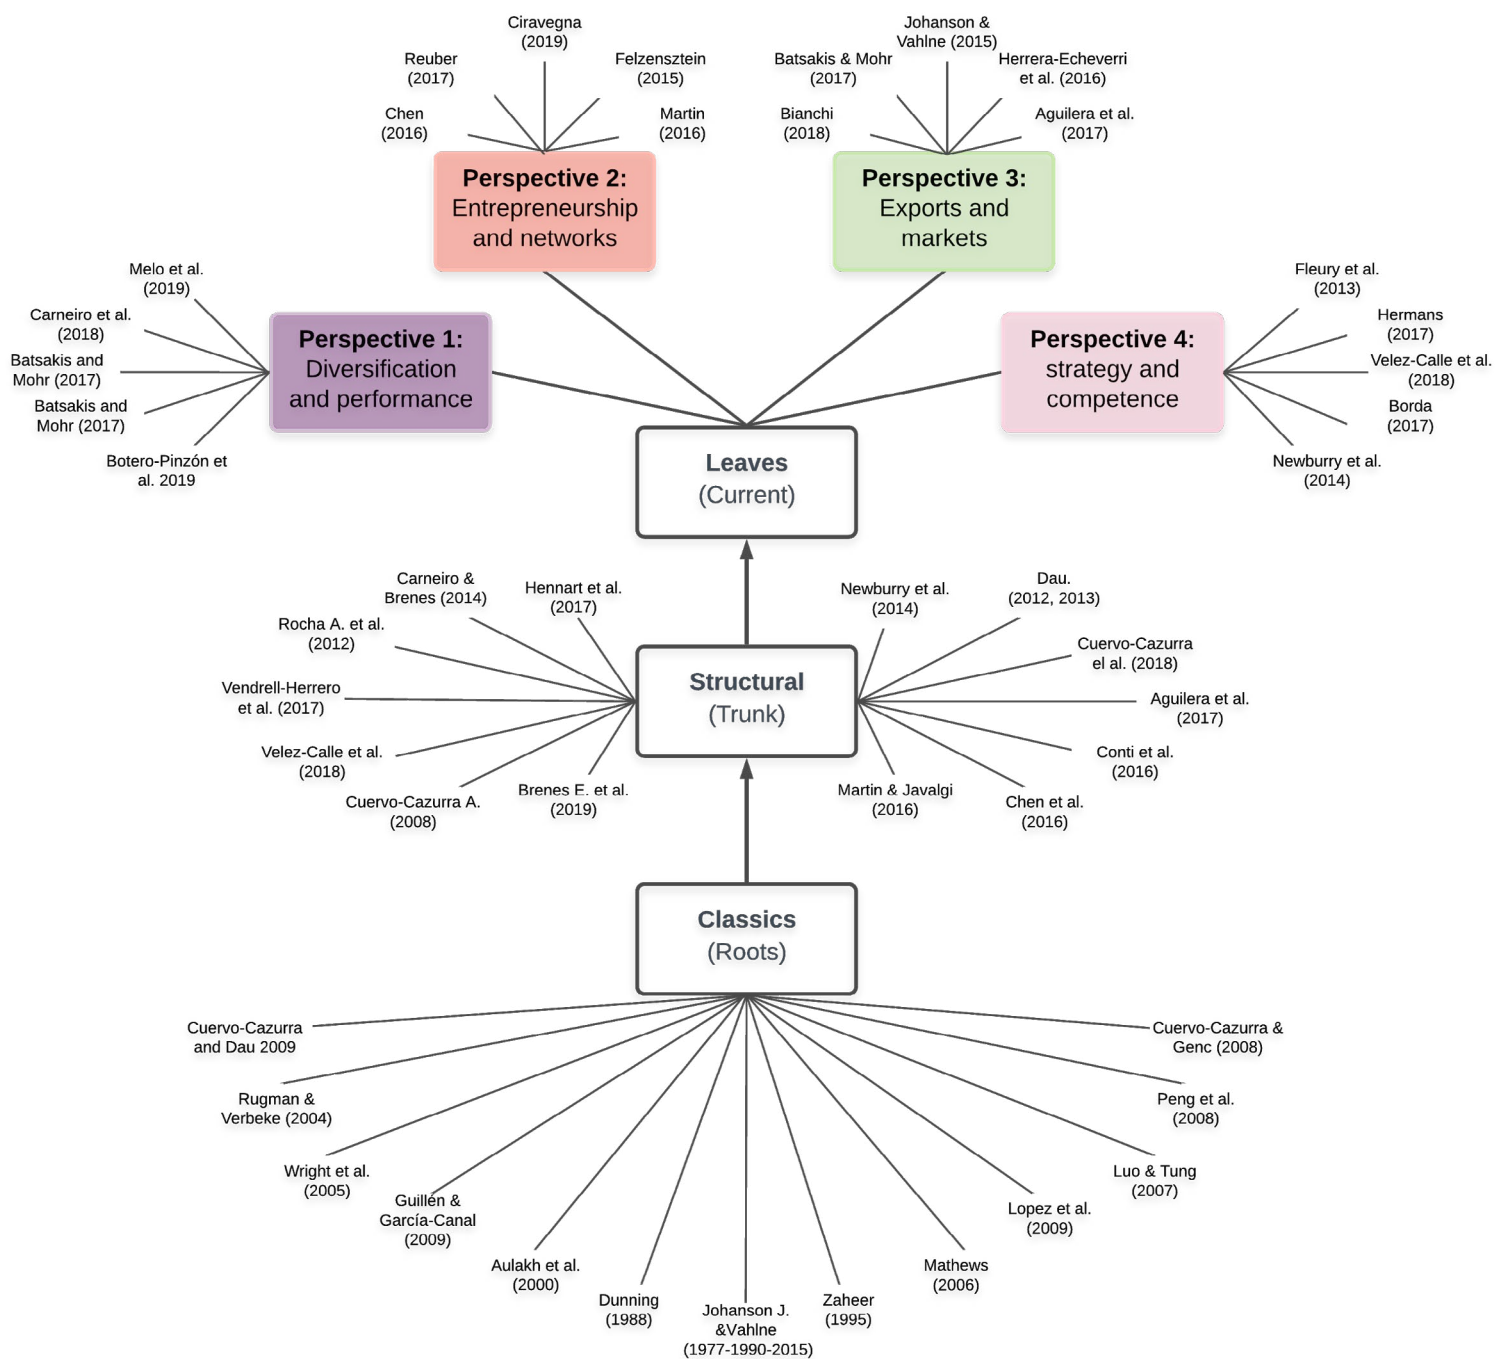 Ciravegna
(2019)
Reuber
(2017)
Felzensztein
(2015)
Chen
(2016)
Martin
(2016)
Perspective 2:
Entrepreneurship
and networks
Johanson &
Vahlne (2015)
Batsakis & Mohr
(2017)
Herrera-Echeverri
et al. (2016)
Bianchi
(2018)
Aguilera et al.
(2017)
Perspective 3:
Exports and
markets
Melo et al.
(2019)
Carneiro et al.
(2018)
Batsakis and
Mohr (2017)
Batsakis and
Mohr (2017)
Botero-Pinzón et
al. 2019
Perspective 1:
Diversification
and performance
Perspective 4:
strategy and
competence
Fleury et al.
(2013)
Hermans
(2017)
Velez-Calle et al.
(2018)
Borda
(2017)
Newburry et al.
(2014)
Leaves
(Current)
Carneiro &
Brenes (2014)
Hennart et al.
(2017)
Rocha A. et al.
(2012)
Vendrell-Herrero
et al. (2017)
Velez-Calle et al.
(2018)
Cuervo-Cazurra A.
(2008)
Brenes E. et al.
(2019)
Structural
(Trunk)
Newburry et al.
(2014)
Dau.
(2012, 2013)
Cuervo-Cazurra
el al. (2018)
Aguilera et al.
(2017)
Conti et al.
(2016)
Chen et al.
(2016)
Martin & Javalgi
(2016)
Classics
(Roots)
Cuervo-Cazurra
and Dau 2009
Rugman &
Verbeke (2004)
Wright et al.
(2005)
Guillén &
García-Canal
(2009)
Aulakh et al.
(2000)
Dunning
(1988)
Johanson J.
&Vahlne
(1977-1990-2015)
Zaheer
(1995)
Mathews
(2006)
Lopez et al.
(2009)
Luo & Tung
(2007)
Peng et al.
(2008)
Cuervo-Cazurra &
Genc (2008)